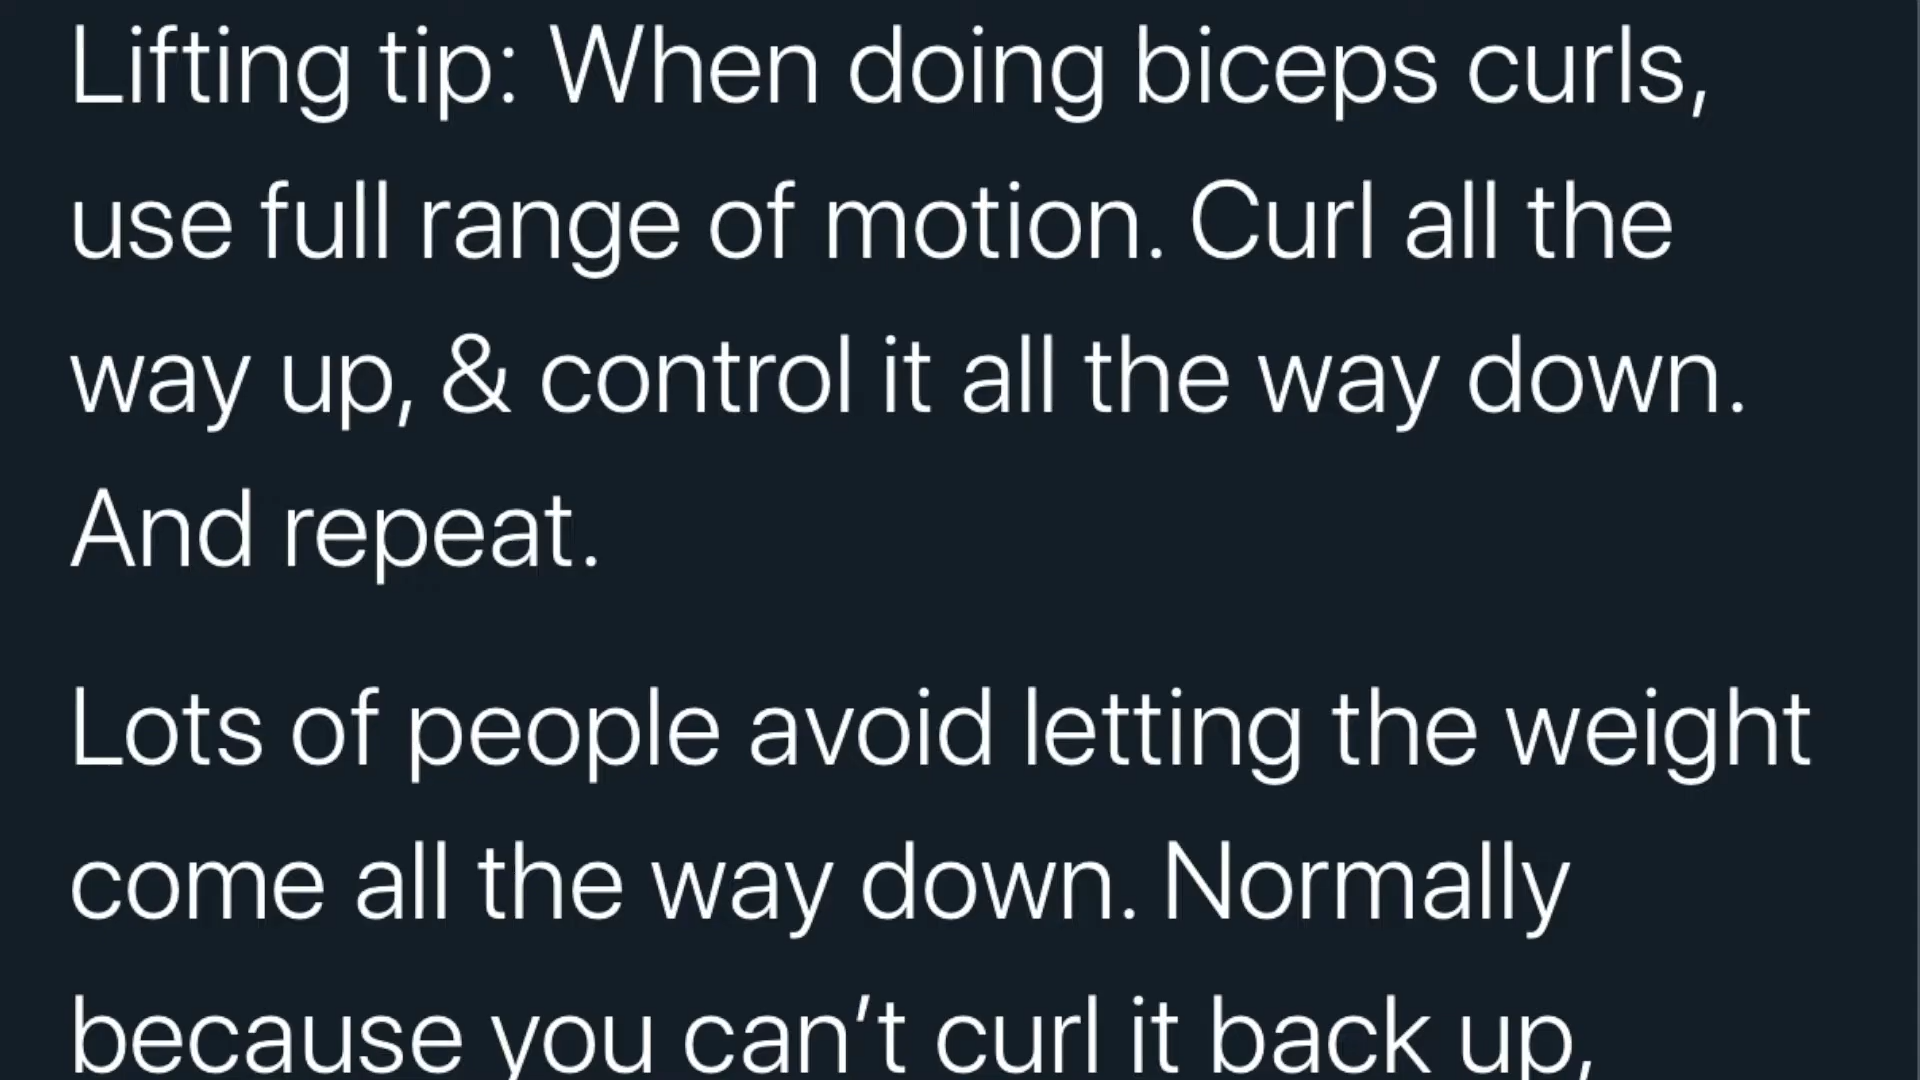 Lifting tip: When doing biceps curls,
use full range of motion. Curl all the
way up, & control it all the way down.
And repeat.
Lots of people avoid letting the weight
come all the way down. Normally
because you can’t curl it back up,